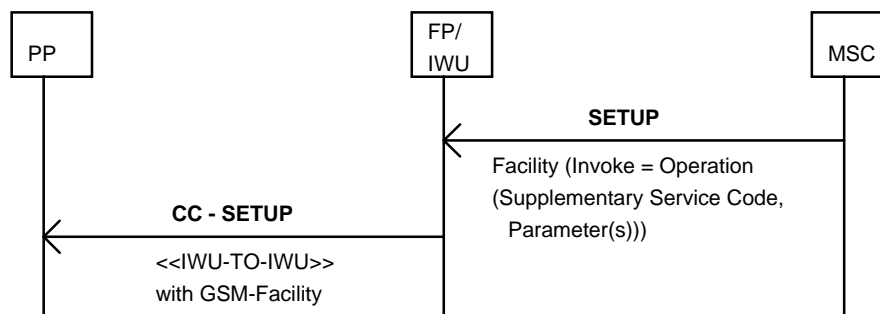 PP
FP/
IWU
MSC
SETUP
Facility (Invoke = Operation
(Supplementary Service Code,
Parameter(s)))
CC - SETUP
<<IWU-TO-IWU>>
with GSM-Facility